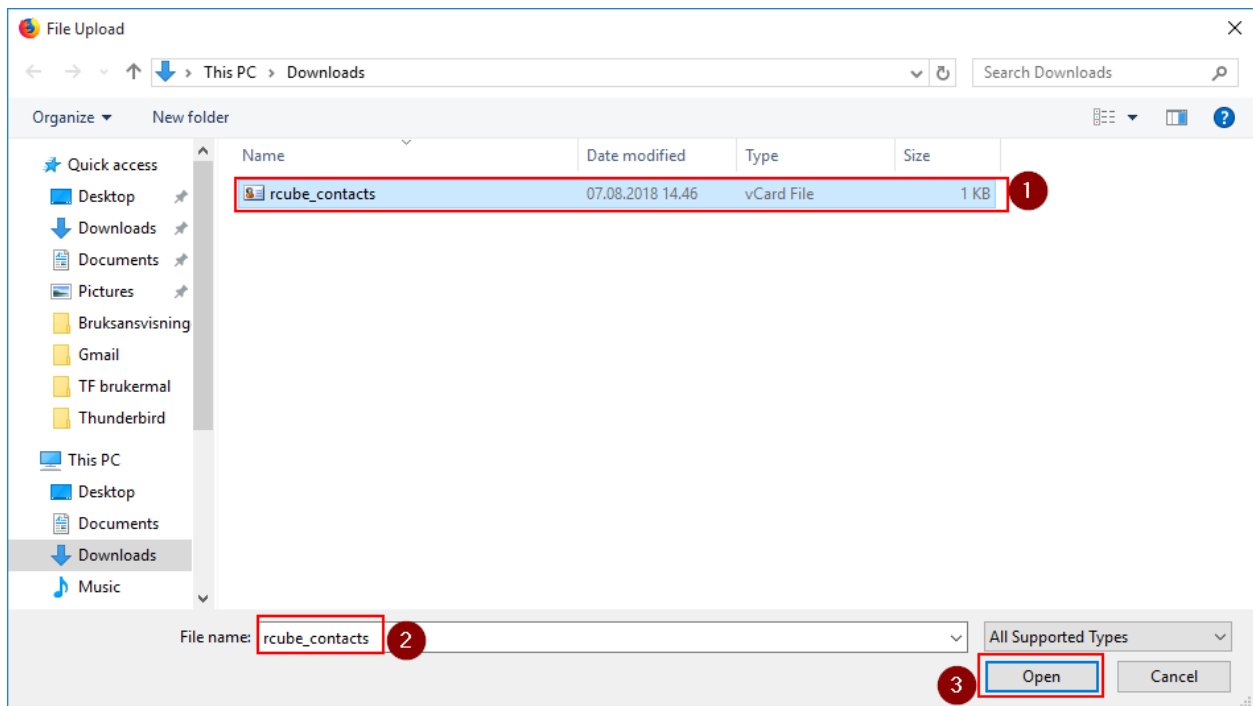 File Upload
This PC > Downloads
Search Downloads
Organize
New folder
Quick access
Desktop
Downloads
Documents
Pictures
Bruksansvisning
Gmail
TF brukermal
Thunderbird
This PC
Desktop
Documents
Downloads
Music
Name Date modified Type Size
rcube_contacts 07.08.2018 14.46 vCard File 1 KB
1
File name: rcube_contacts
2
All Supported Types
3
Open
Cancel